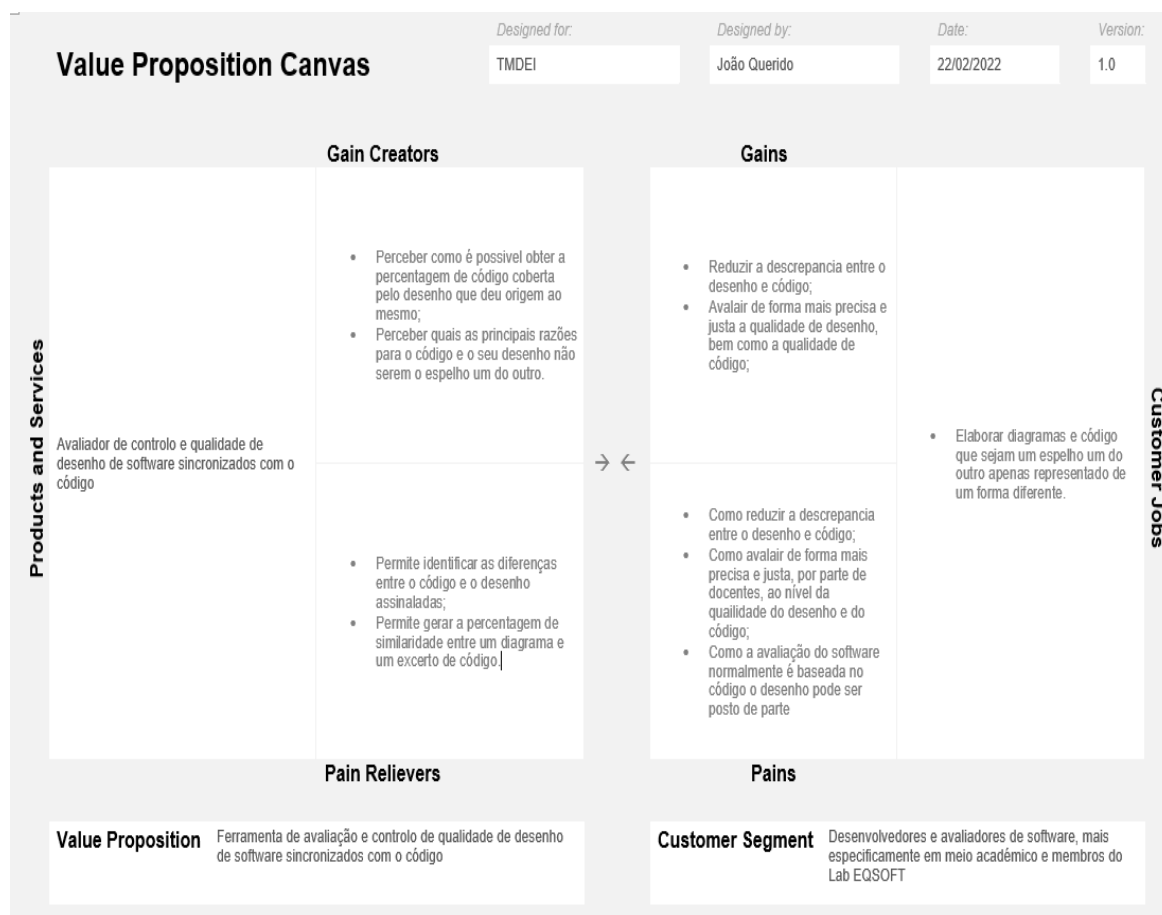 Designed for:
Designed by:
Date:
Version:
Value Proposition Canvas
TMDEI
João Querido
22/02/2022
1.0
Gain Creators
Gains
Products and Services
Avaliador de controlo e qualidade de
desenho de software sincronizados com o
código
• Perceber como é possivel obter a
percentagem de código coberta
pelo desenho que deu origem ao
mesmo;
• Perceber quais as principais razões
para o código e o seu desenho não
serem o espelho um do outro.
• Permite identificar as diferenças
entre o código e o desenho
assinaladas;
• Permite gerar a percentagem de
similaridade entre um diagrama e
um excerto de código.
• Reduzir a descrepancia entre o
desenho e código;
• Avalair de forma mais precisa e
justa a qualidade de desenho,
bem como a qualidade de
código;
• Como reduzir a descrepancia
entre o desenho e código;
• Como avalair de forma mais
precisa e justa, por parte de
docentes, ao nível da
quailidade do desenho e do
código;
• Como a avaliação do software
normalmente é baseada no
código o desenho pode ser
posto de parte
• Elaborar diagramas e código
que sejam um espelho um do
outro apenas representado de
um forma diferente.
Customer Jobs
Pain Relievers
Pains
Value Proposition
Ferramenta de avaliação e controlo de qualidade de desenho
de software sincronizados com o código
Customer Segment
Desenvolvedores e avaliadores de software, mais
especificamente em meio académico e membros do
Lab EQSOFT